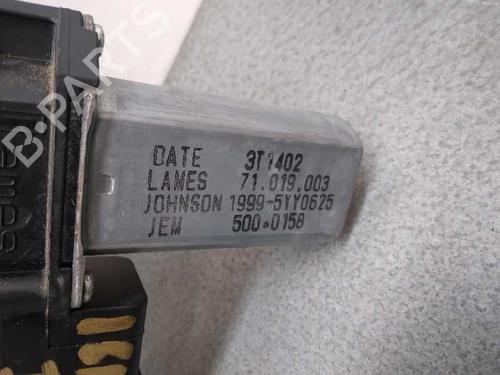 B-PARTS
DATE 3T1402
LAMES 71.019.003
JOHNSON 1999-5YY0625
JEM 500.0158